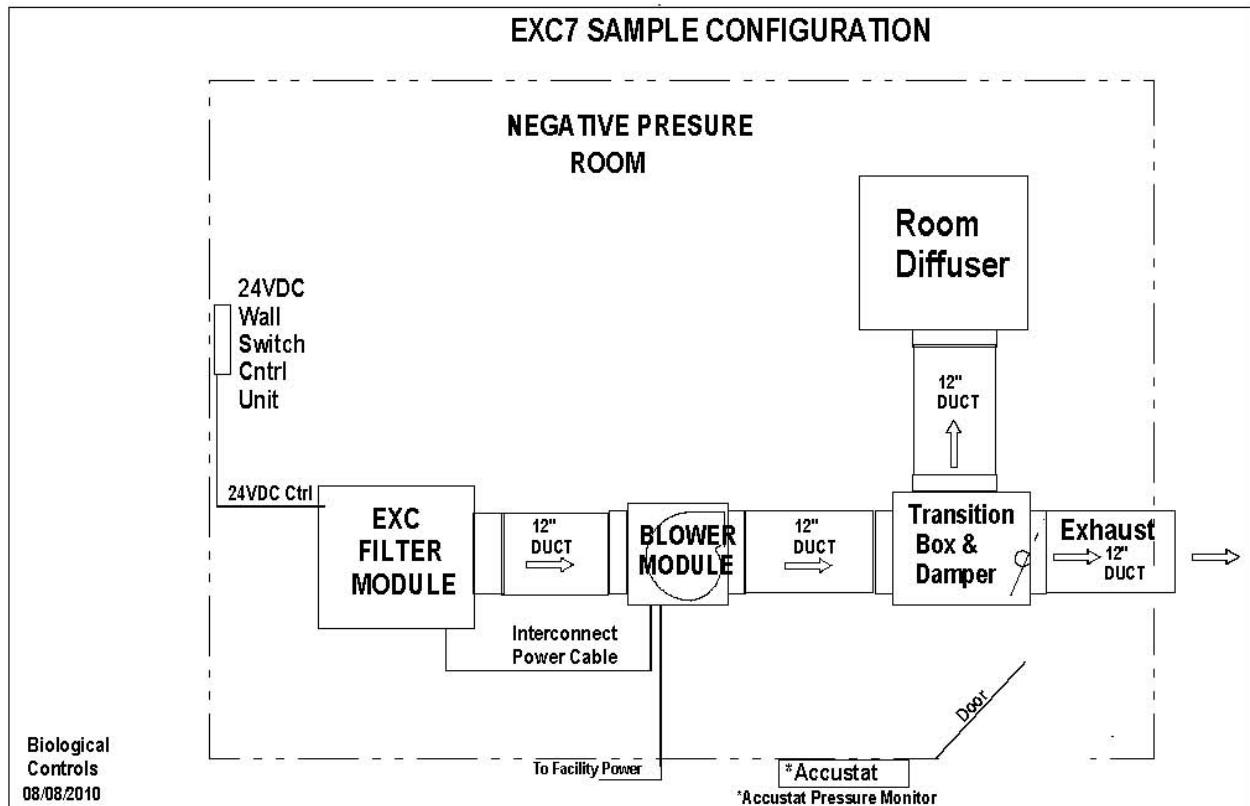 EXC7 SAMPLE CONFIGURATION
NEGATIVE PRESURE
ROOM
Room
Diffuser
24VDC
Wall
Switch
Cntrl
Unit
12"
DUCT
24VDC Ctrl
EXC
FILTER
MODULE
12"
DUCT
BLOWER
MODULE
12"
DUCT
Transition
Box &
Damper
Exhaust
12"
DUCT
Interconnect
Power Cable
Door
To Facility Power
*Accustat
*Accustat Pressure Monitor
Biological
Controls
08/08/2010